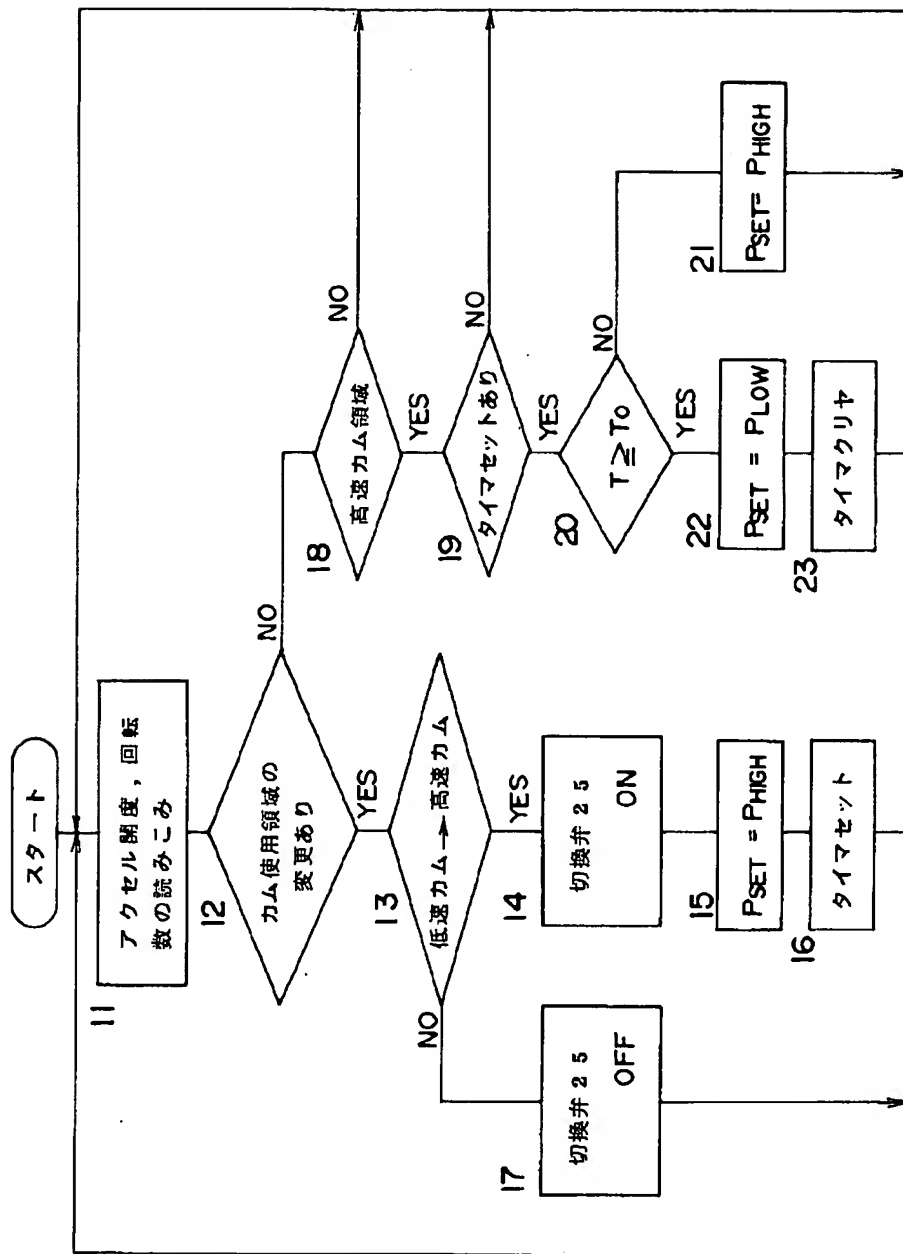 スタート
11
アクセル開度,回転
数の読みこみ
12
カム使用領域の
変更あり
NO
YES
13
低速カム→高速カム
NO
YES
14
切換弁25
ON
15
PSET=PHIGH
16
タイマセット
17
切換弁25
OFF
18
高速カム領域
NO
YES
19
タイマセットあり
NO
YES
20
T≧To
NO
YES
21
PSET=PHIGH
22
PSET=PLOW
23
タイマクリヤ